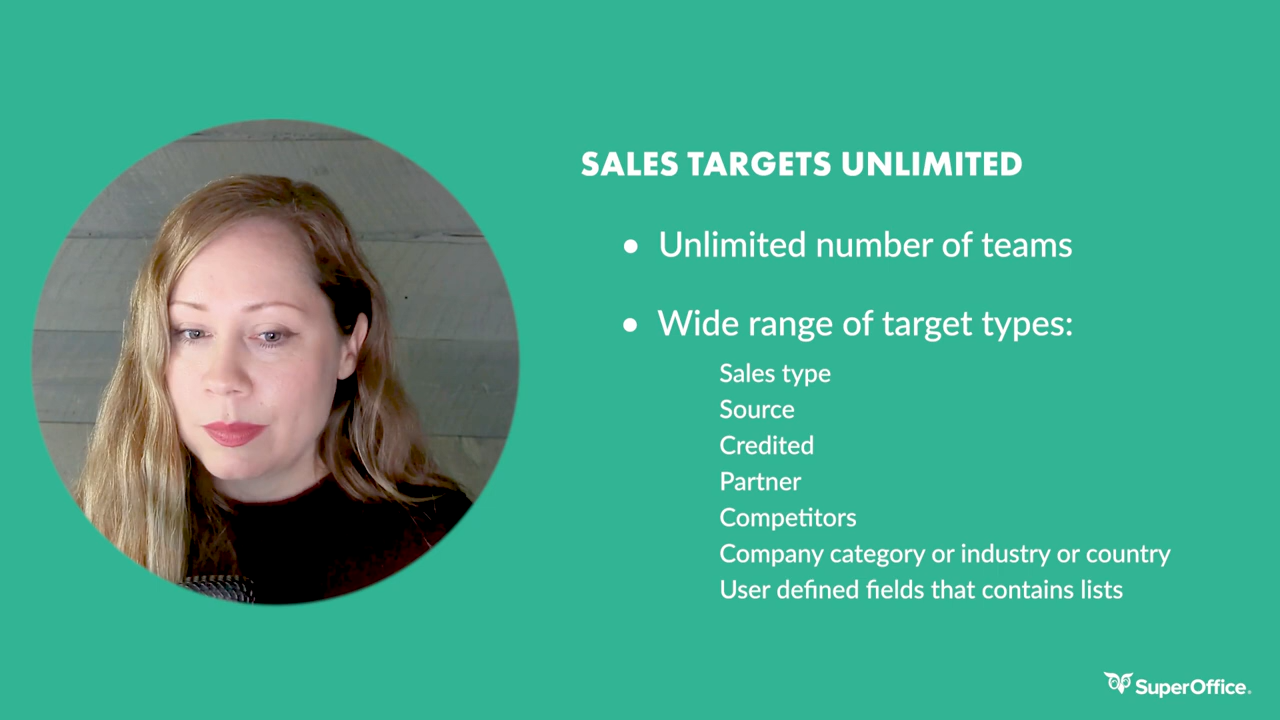 SALES TARGETS UNLIMITED
• Unlimited number of teams
• Wide range of target types:
Sales type
Source
Credited
Partner
Competitors
Company category or industry or country
User defined fields that contains lists
SuperOffice.